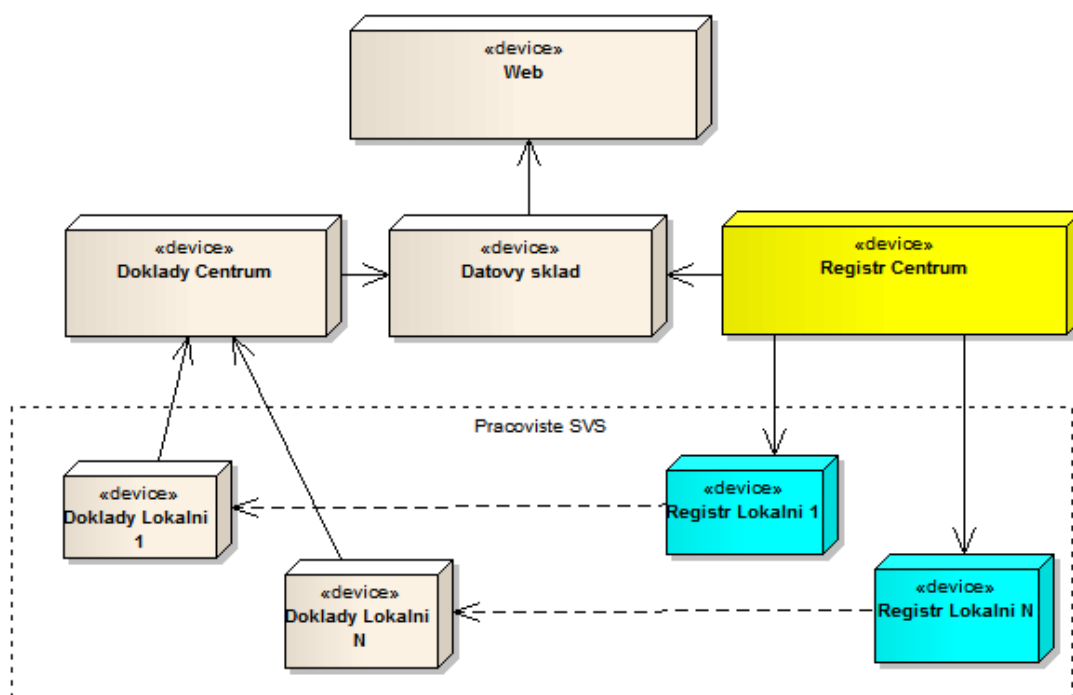 «device»
Web
«device»
Doklady Centrum
«device»
Datovy sklad
«device»
Registr Centrum
Pracoviste SVS
«device»
Doklady Lokalni
1
«device»
Registr Lokalni 1
«device»
Doklady Lokalni
N
«device»
Registr Lokalni N